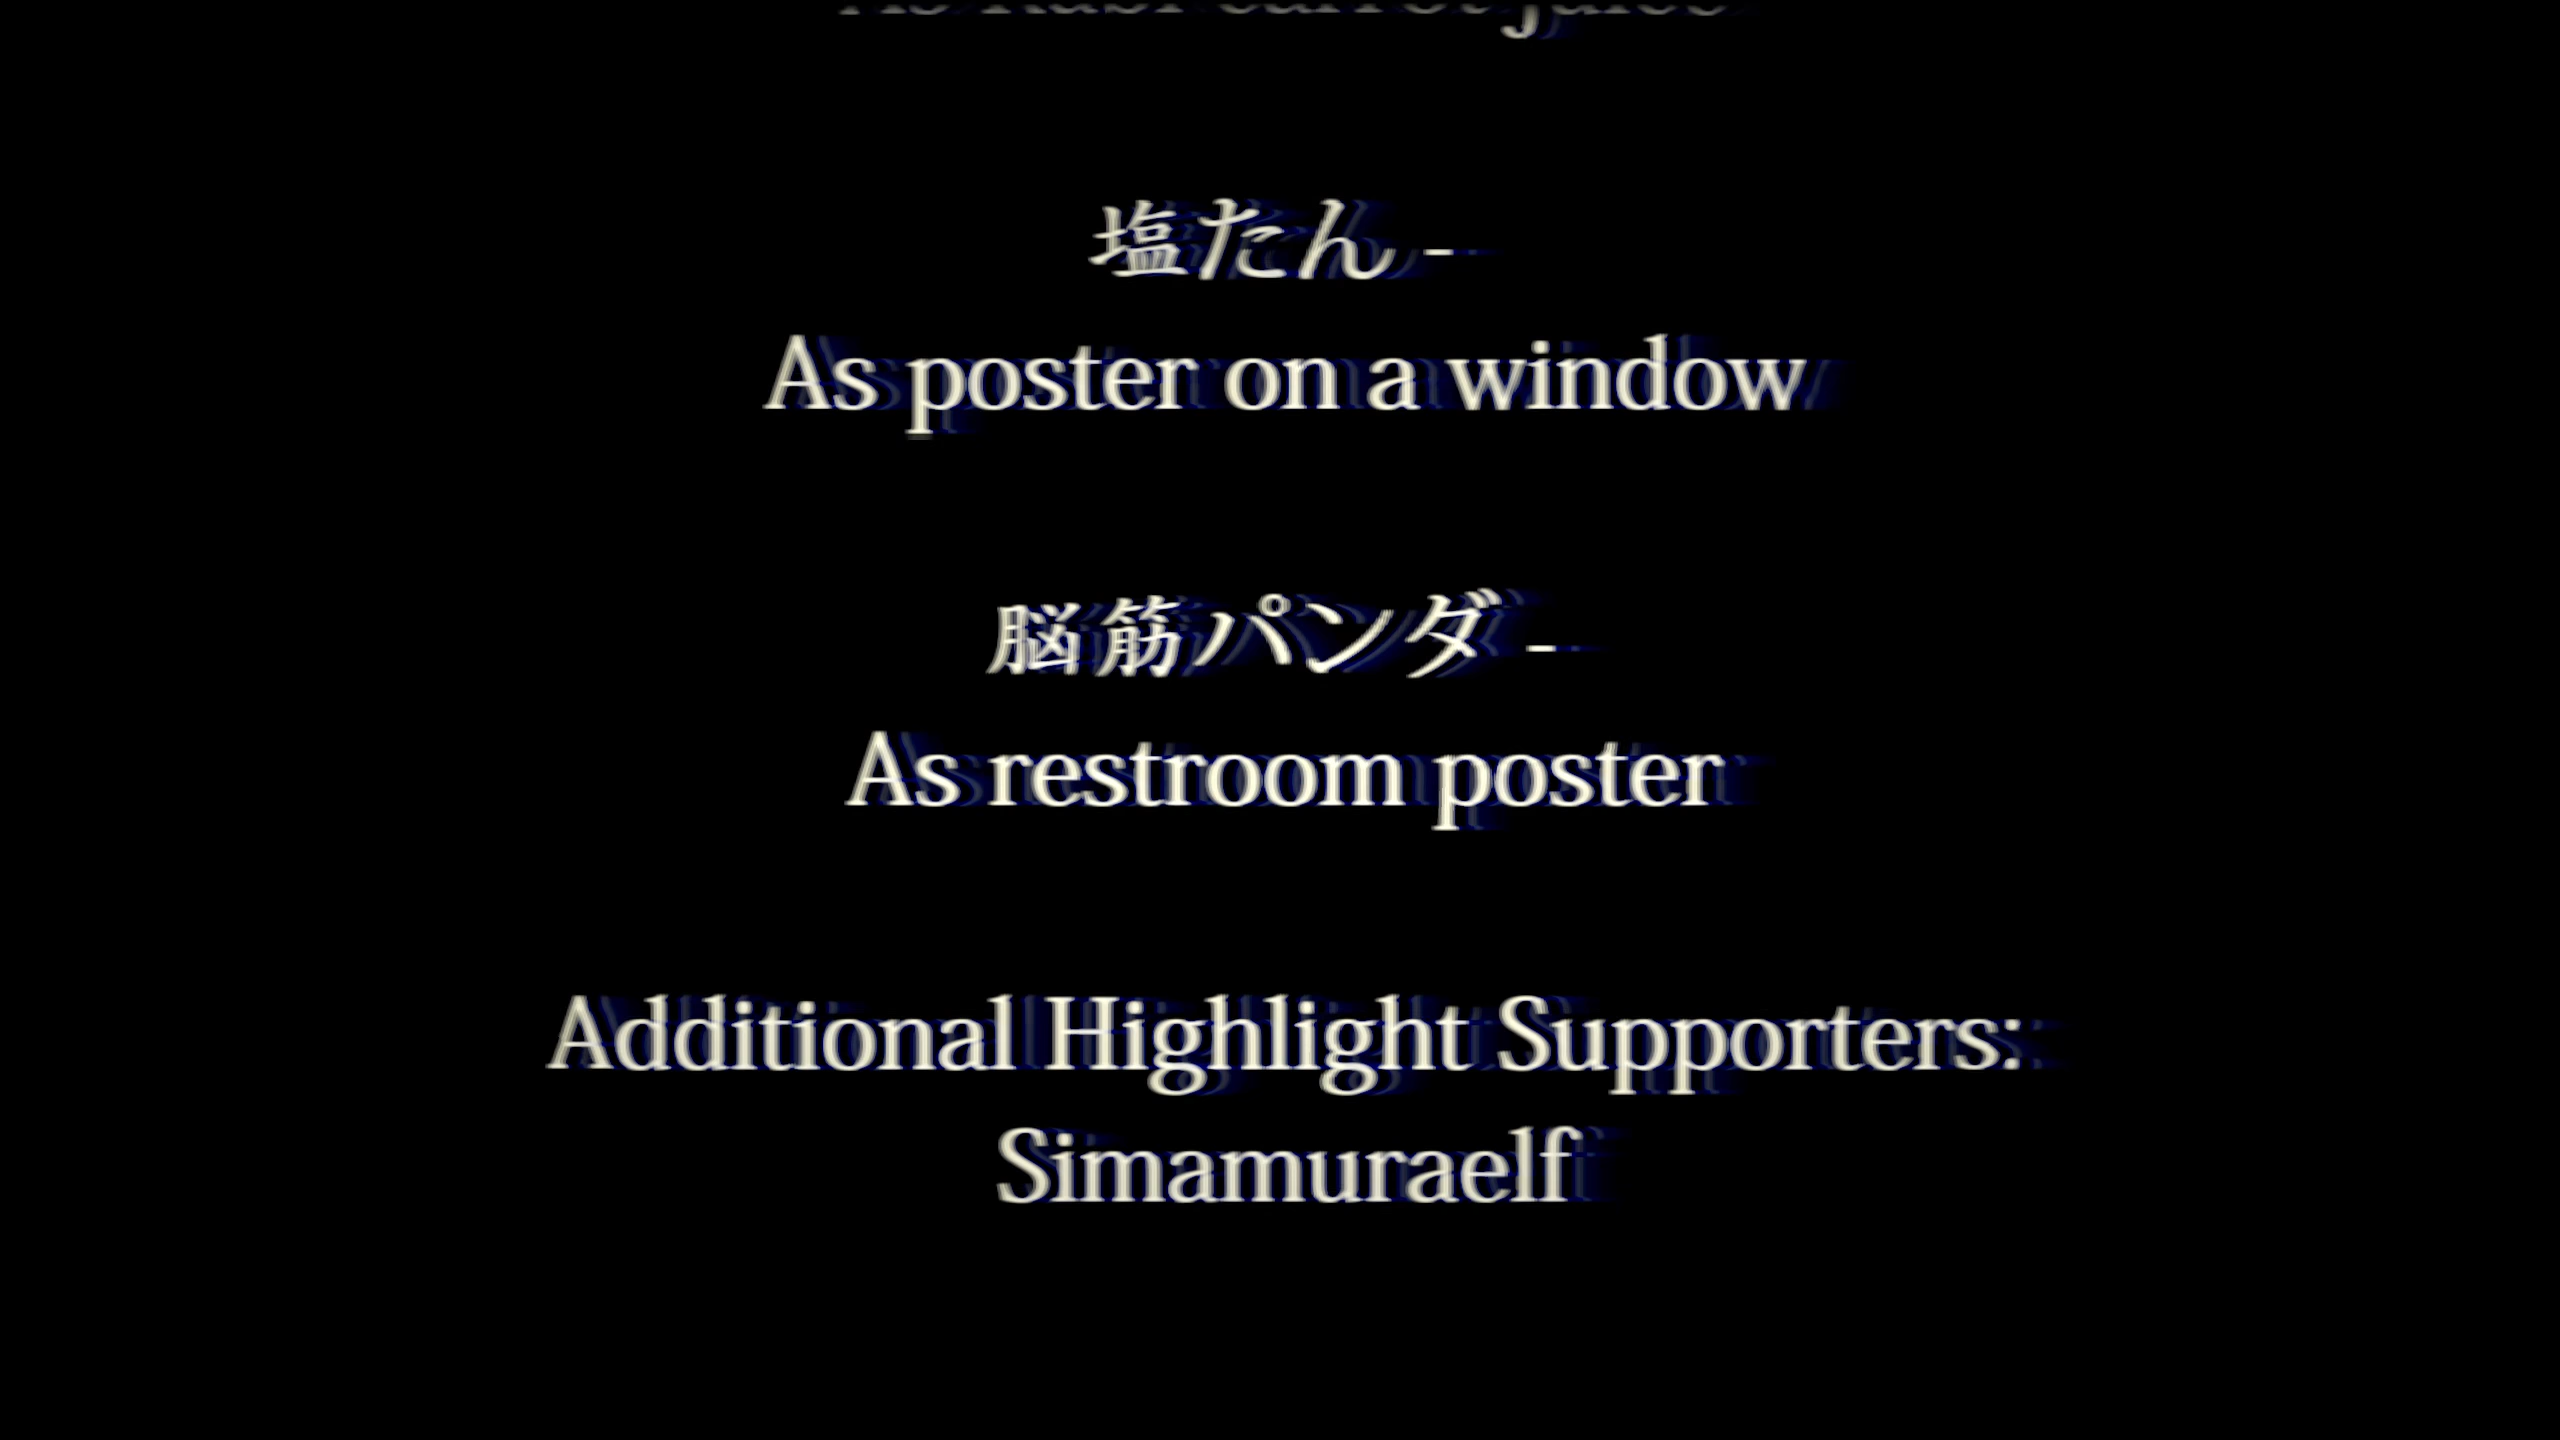 塩たん -
As poster on a window
脳筋パンダ -
As restroom poster
Additional Highlight Supporters:
Simamuraelf